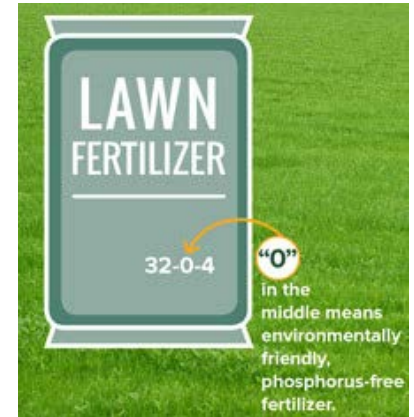 LAWN
FERTILIZER
32-0-4
“0”
in the
middle means
environmentally
friendly,
phosphorus-free
fertilizer.